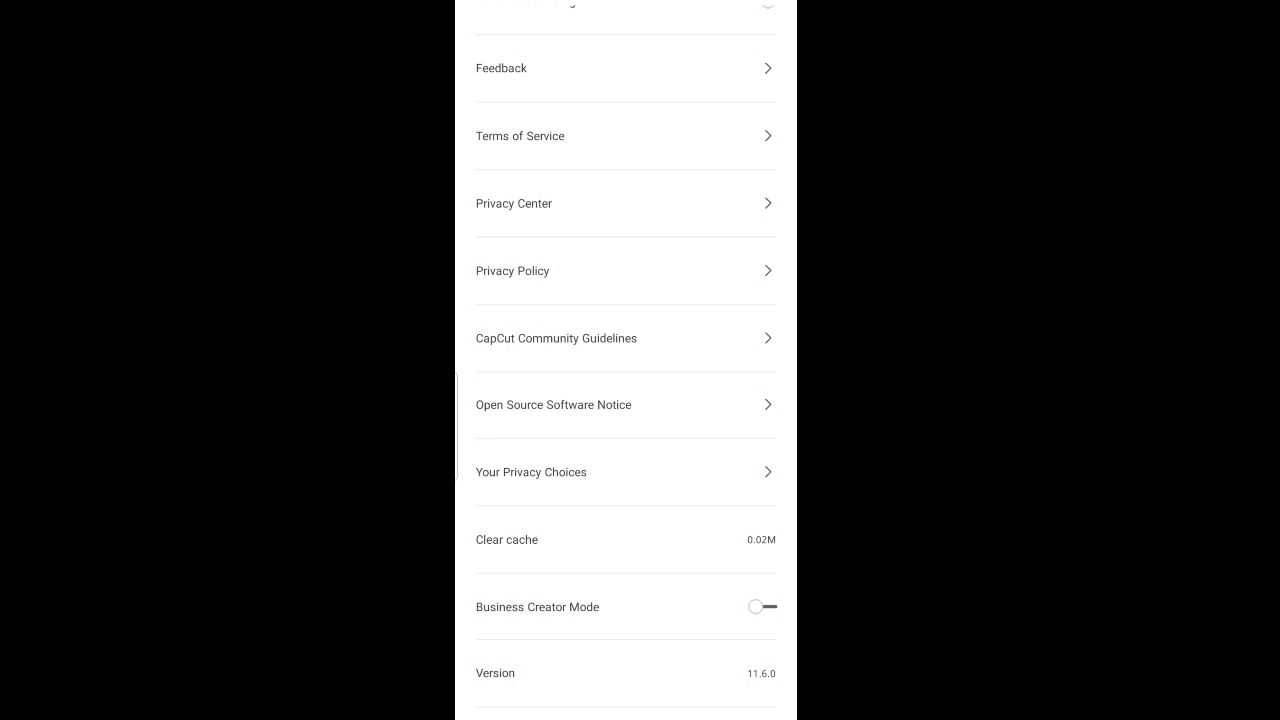 Feedback
Terms of Service
Privacy Center
Privacy Policy
CapCut Community Guidelines
Open Source Software Notice
Your Privacy Choices
Clear cache 0.02M
Business Creator Mode
Version 11.6.0